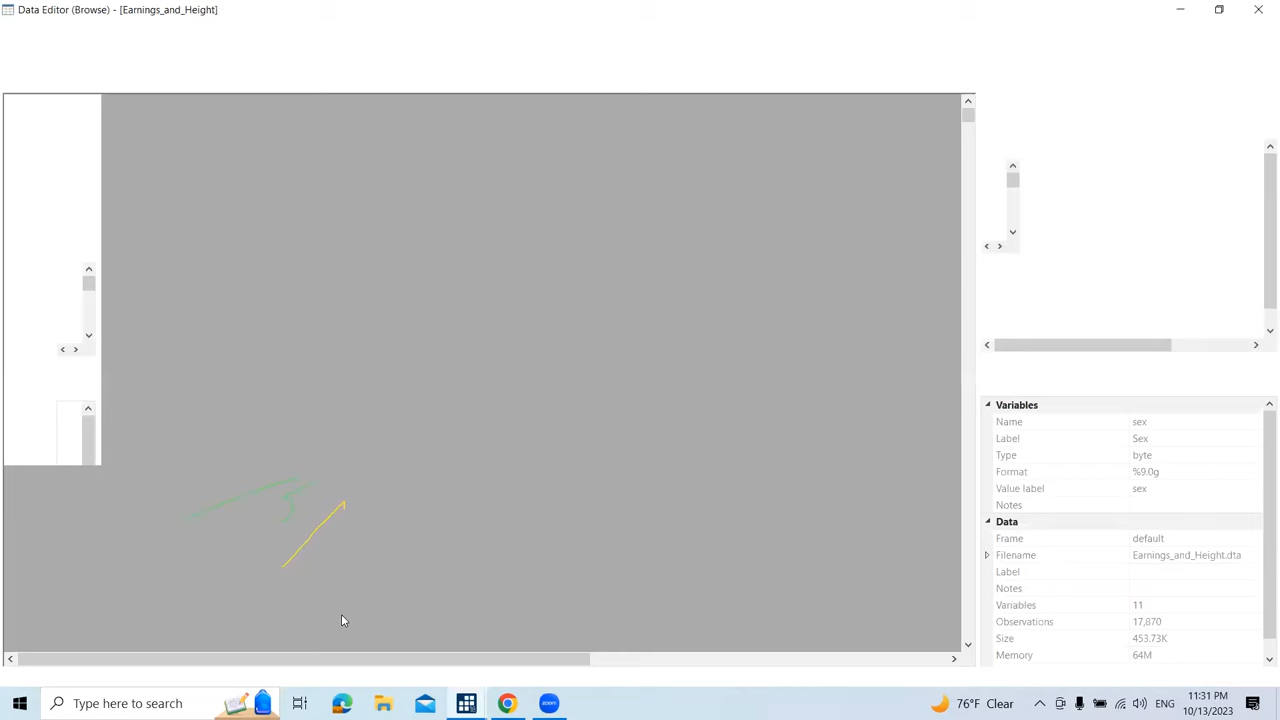 Data Editor (Browse) - [Earnings_and_Height]
Variables
Name sex
Label Sex
Type byte
Format %9.0g
Value label sex
Notes
Data
Frame default
Filename Earnings_and_Height.dta
Label
Notes
Variables 11
Observations 17,870
Size 453.73K
Memory 64M
Type here to search
zoom
76°F Clear
ENG
11:31 PM
10/13/2023